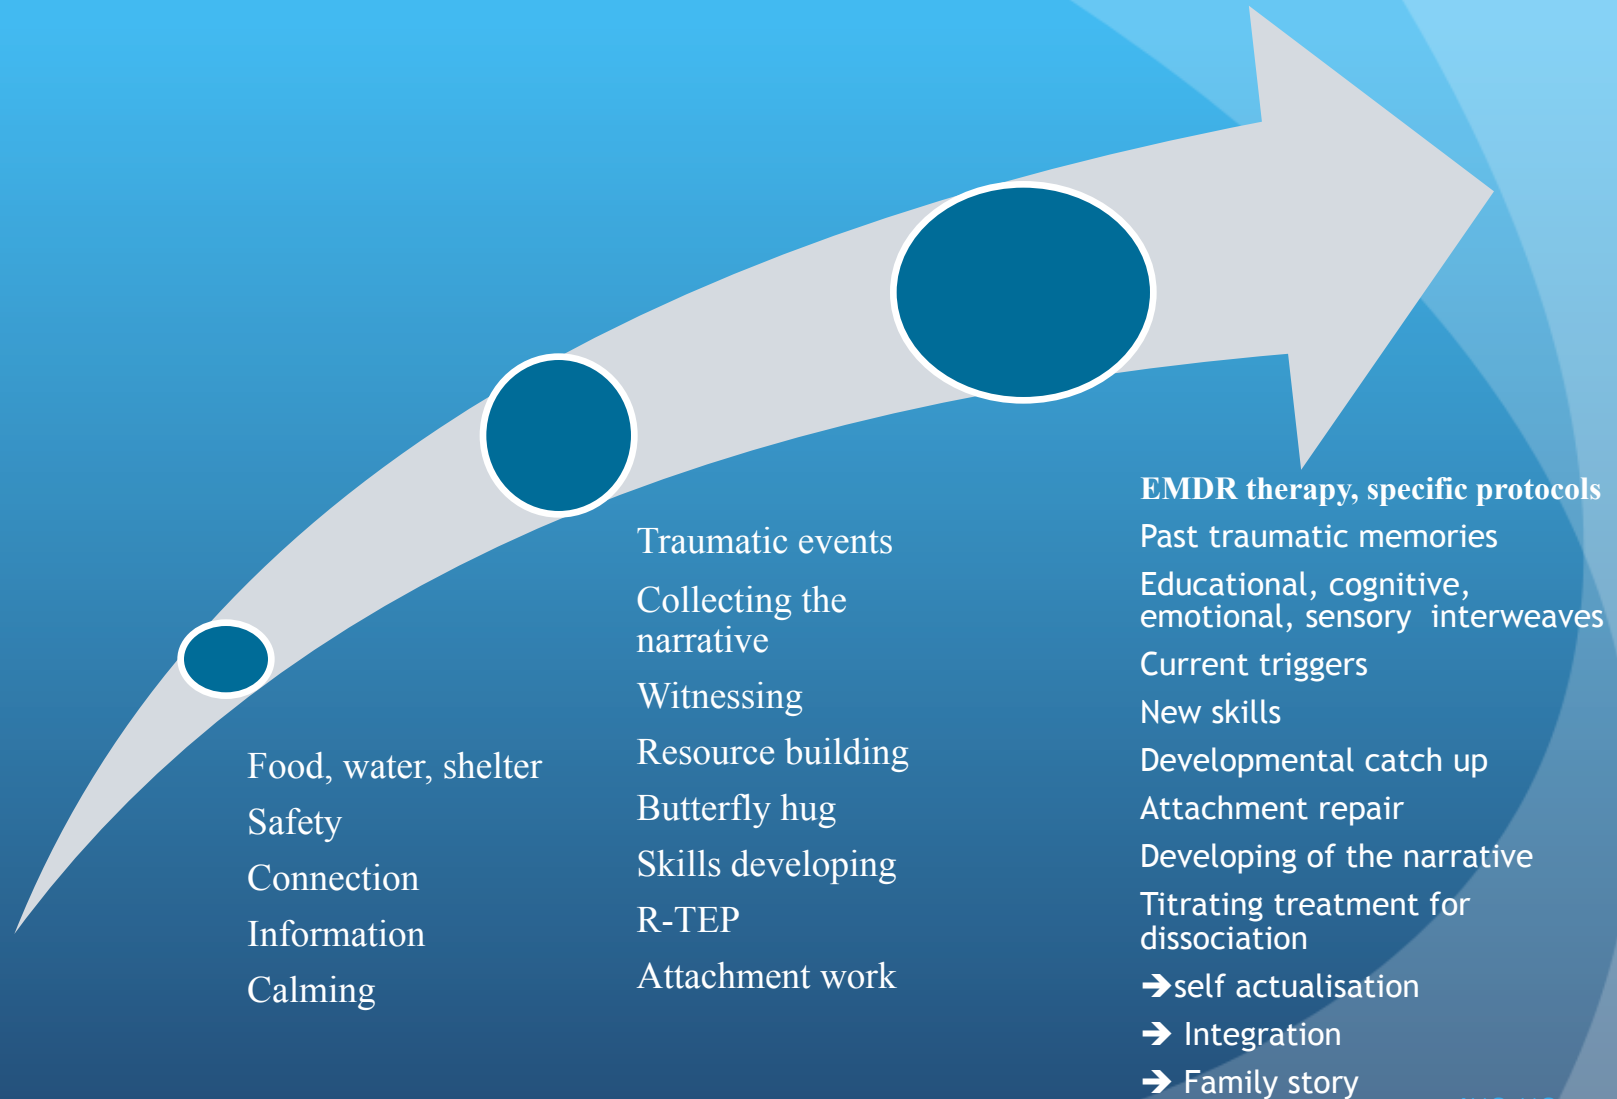 Food, water, shelter
Safety
Connection
Information
Calming
Traumatic events
Collecting the
narrative
Witnessing
Resource building
Butterfly hug
Skills developing
R-TEP
Attachment work
EMDR therapy, specific protocols
Past traumatic memories
Educational, cognitive,
emotional, sensory interweaves
Current triggers
New skills
Developmental catch up
Attachment repair
Developing of the narrative
Titrating treatment for
dissociation
➔self actualisation
➔ Integration
➔ Family story